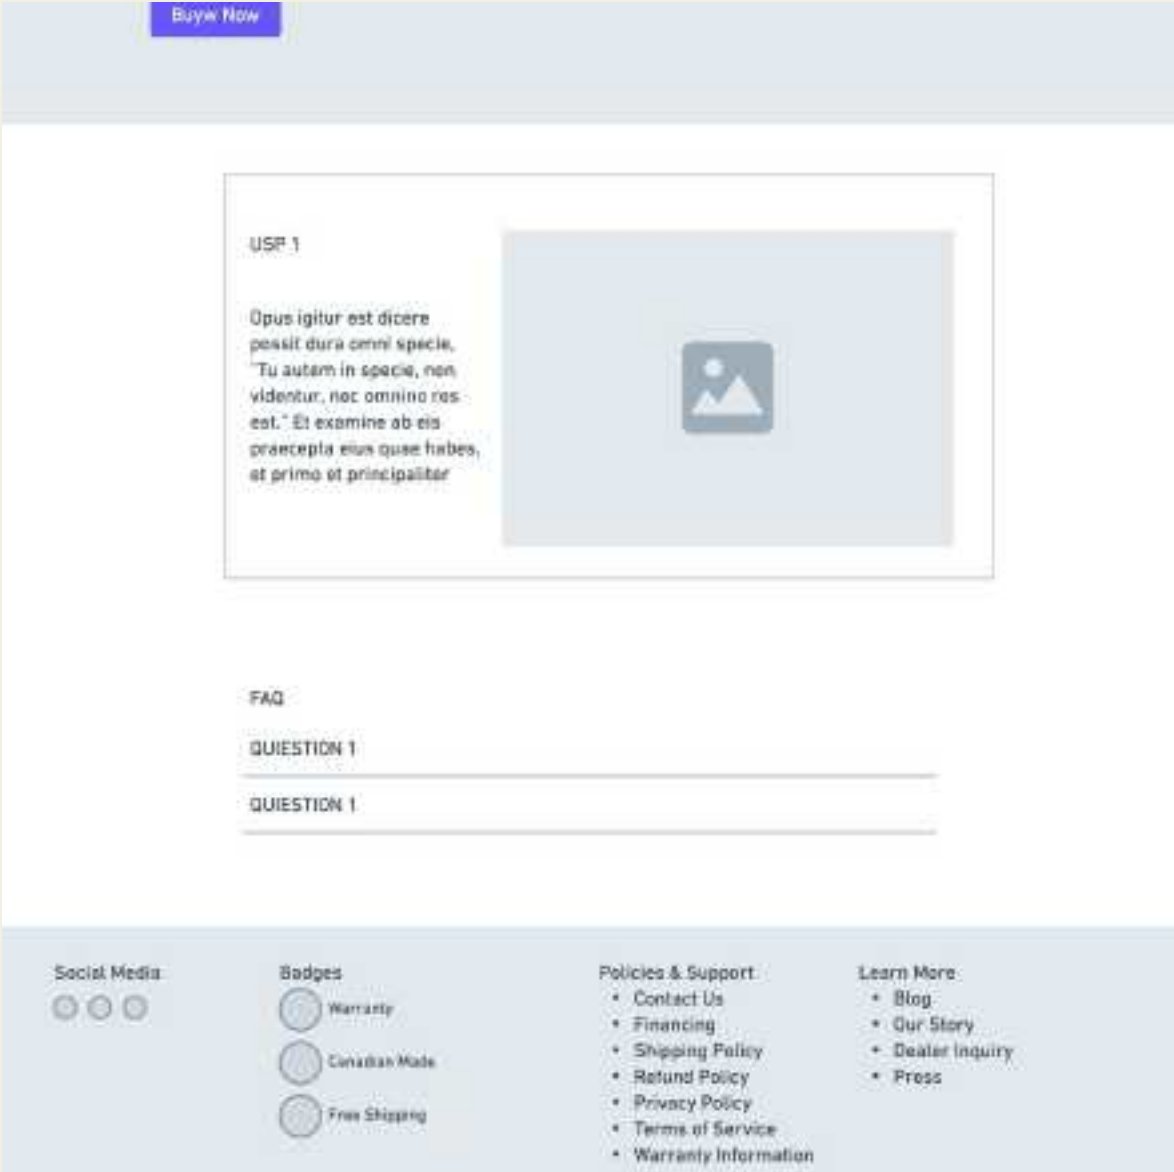 Buyw Now
USP 1
Opus igitur est dicere
possit dura omni specie,
"Tu autem in specie, non
videntur, nec omnino res
est." Et examine ab eis
praecepta eius quae habes,
et primo et principaliter
FAQ
QUIESTION 1
QUIESTION 1
Social Media
Badges
Warranty
Canadian Made
Free Shipping
Policies & Support
• Contact Us
• Financing
• Shipping Policy
• Refund Policy
• Privacy Policy
• Terms of Service
• Warranty Information
Learn More
• Blog
• Our Story
• Dealer Inquiry
• Press